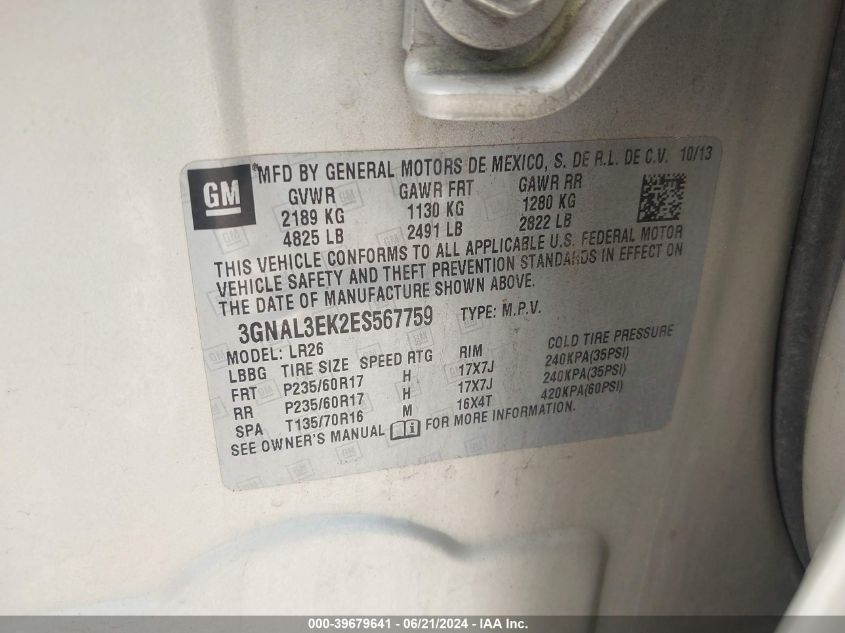 GM
®MFD BY GENERAL MOTORS DE MEXICO, S. DE R.L. DE C.V. 10/13
GVWR GAWR FRT GAWR RR
2189 KG 1130 KG 1280 KG
4825 LB 2491 LB 2822 LB
THIS VEHICLE CONFORMS TO ALL APPLICABLE U.S. FEDERAL MOTOR
VEHICLE SAFETY AND THEFT PREVENTION STANDARDS IN EFFECT ON
THE DATE OF MANUFACTURE SHOWN ABOVE.
3GNAL3EK2ES567759 TYPE: M.P.V.
MODEL: LR26
LBBG TIRE SIZE SPEED RTG RIM COLD TIRE PRESSURE
FRT P235/60R17 H 17X7J 240KPA(35PSI)
RR P235/60R17 H 17X7J 240KPA(35PSI)
SPA T135/70R16 M 16X4T 420KPA(60PSI)
SEE OWNER'S MANUAL FOR MORE INFORMATION.
000-39679641 / 06/21/2024 - IAA Inc.